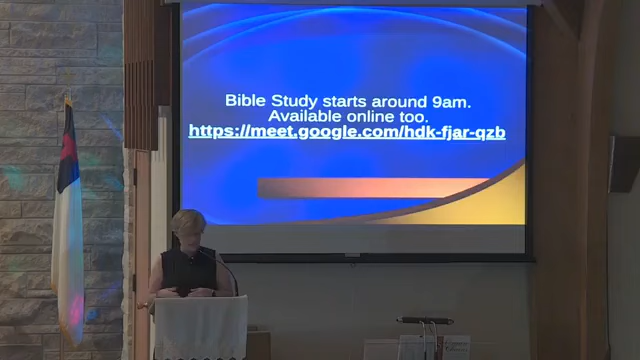 Bible Study starts around 9am.
Available online too.
https://meet.google.com/hdk-fjar-qzb